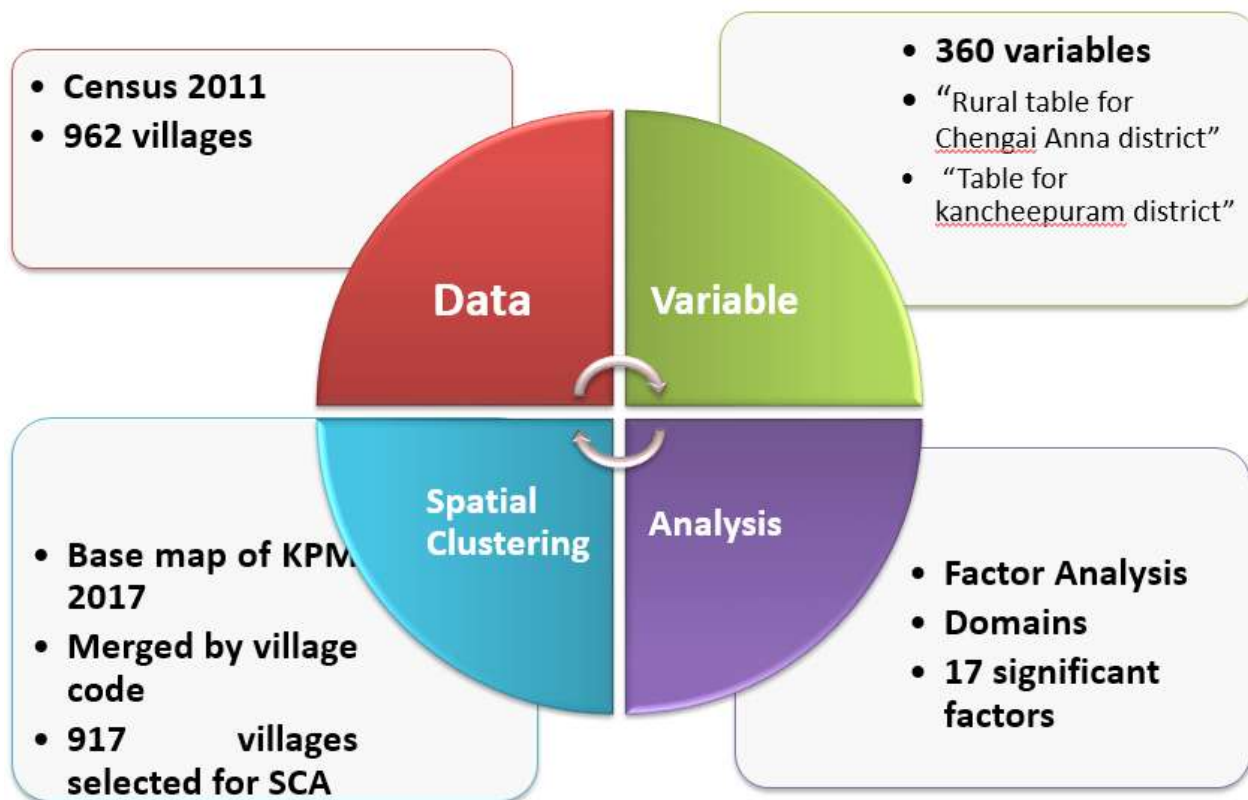 • Census 2011
• 962 villages
• 360 variables
• “Rural table for
Chengai Anna district”
• “Table for
kancheepuram district”
Data
Variable
Spatial
Clustering
Analysis
• Base map of KPM
2017
• Merged by village
code
• 917 villages
selected for SCA
• Factor Analysis
• Domains
• 17 significant
factors